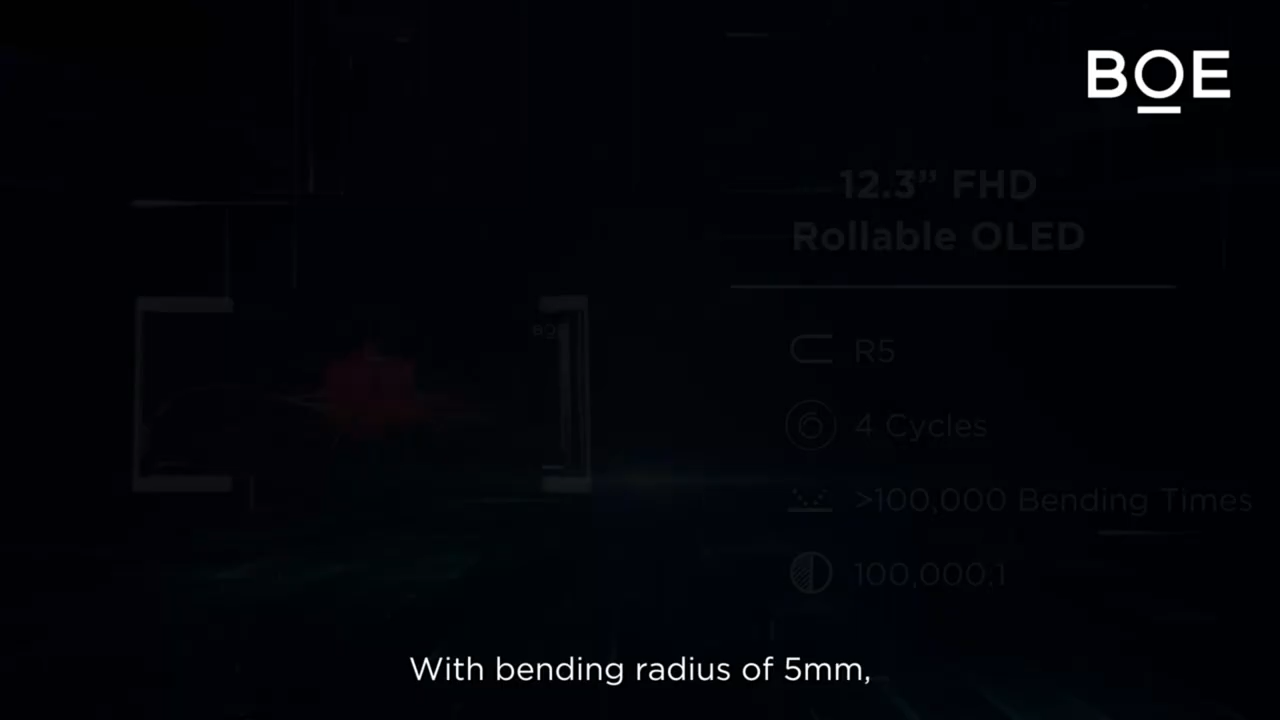 BOE
12.3” FHD
Rollable OLED
R5
4 Cycles
>100,000 Bending Times
100,000:1
BOE
With bending radius of 5mm,